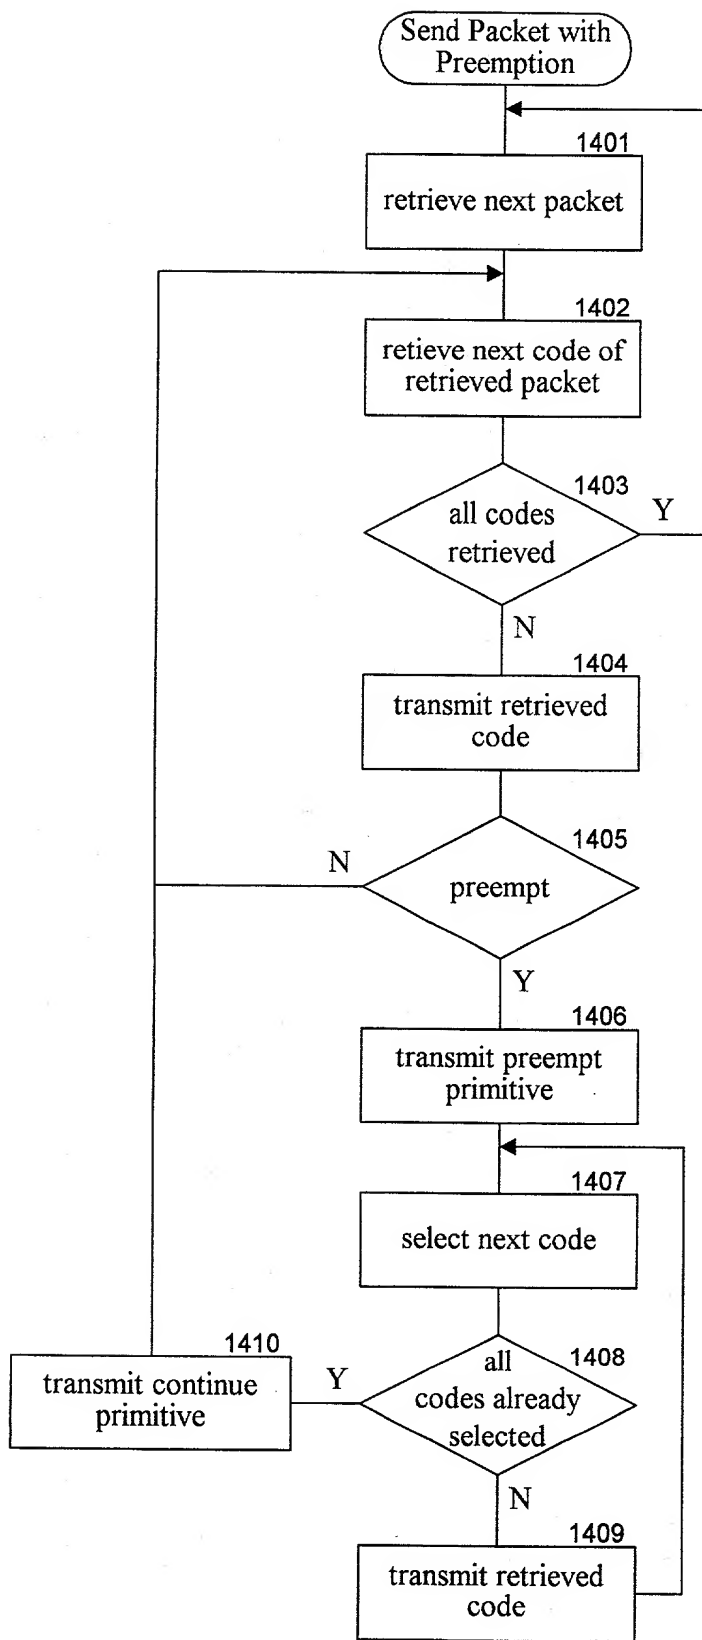 Send Packet with
Preemption
1401
retrieve next packet
1402
retieve next code of
retrieved packet
1403
all codes
retrieved
Y
N
1404
transmit retrieved
code
1405
preempt
N
Y
1406
transmit preempt
primitive
1407
select next code
1408
all
codes already
selected
Y
1410
transmit continue
primitive
N
1409
transmit retrieved
code